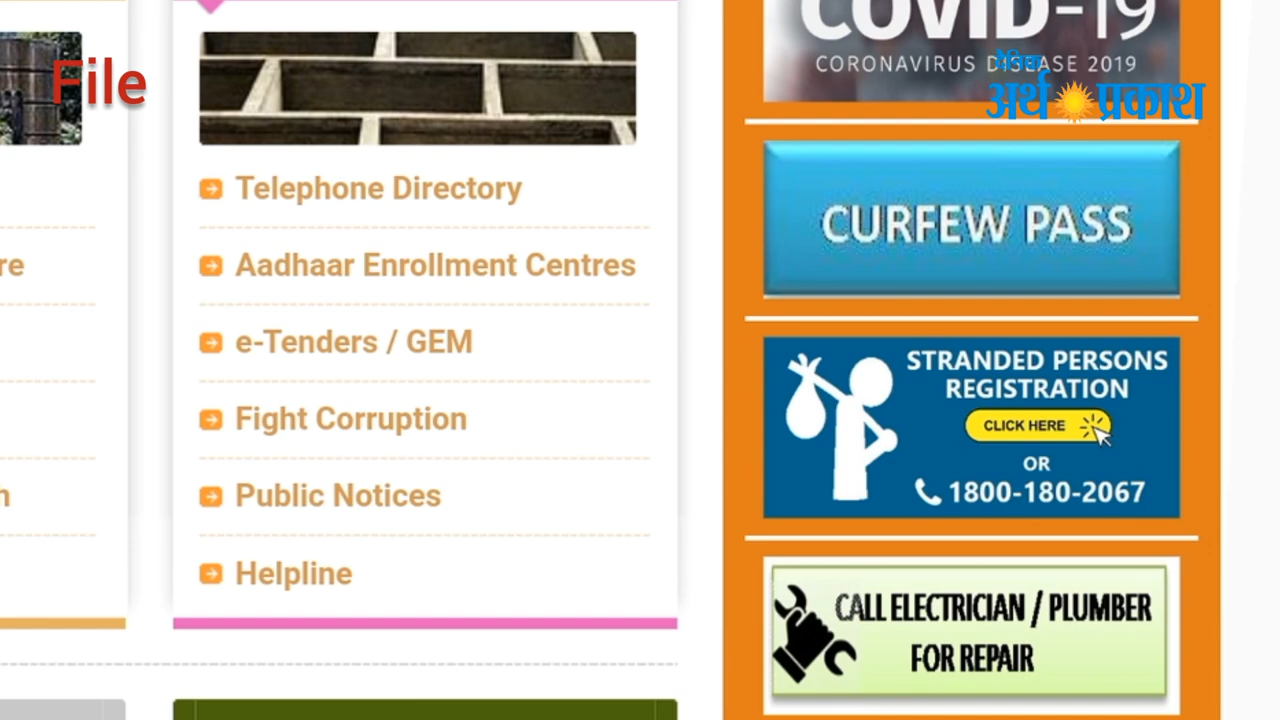 File
re
h
Telephone Directory
Aadhaar Enrollment Centres
e-Tenders / GEM
Fight Corruption
Public Notices
Helpline
COVID-19
CORONAVIRUS DISEASE 2019
दैनिक
अर्थ प्रकाश
CURFEW PASS
STRANDED PERSONS
REGISTRATION
CLICK HERE
OR
1800-180-2067
CALL ELECTRICIAN / PLUMBER
FOR REPAIR